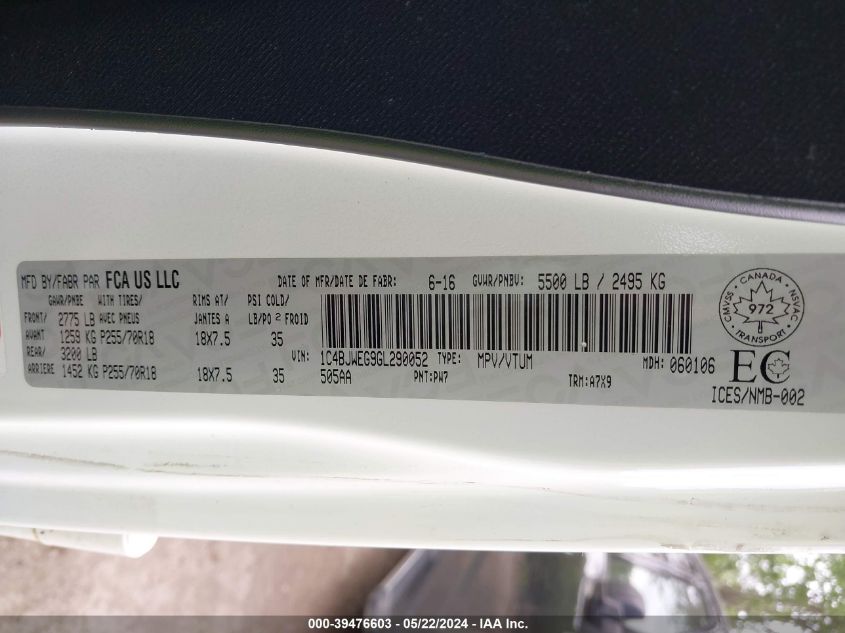 MFD BY/FABR PAR FCA US LLC DATE OF MFR/DATE DE FABR: 6-16 GVWR/PNBV: 5500 LB / 2495 KG
GAWR/PNBE WITH TIRES/ RIMS AT/ PSI COLD/
FRONT/ 2775 LB AVEC PNEUS JANTES A LB/PO 2 FROID
AVANT 1259 KG P255/70R18 18X7.5 35
REAR/ 3200 LB
ARRIERE 1452 KG P255/70R18 18X7.5 35
VIN: 1C4BJWEG9GL290052 TYPE: MPV/VTUM MDH: 060106
505AA PNT:PW7 TRM:A7X9
CANADA
CMVSS NSVAC
972
TRANSPORT
EC
ICES/NMB-002
000-39476603 - 05/22/2024 - IAA Inc.